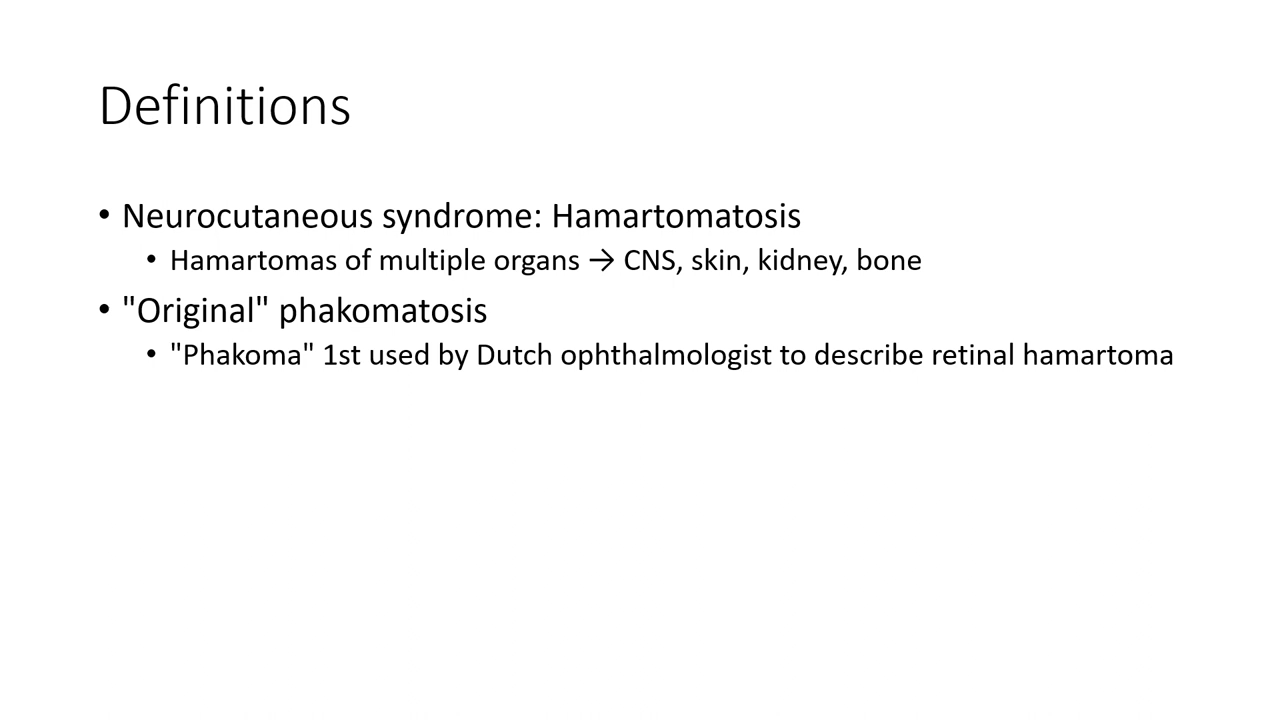 Definitions
• Neurocutaneous syndrome: Hamartomatosis
• Hamartomas of multiple organs → CNS, skin, kidney, bone
• "Original" phakomatosis
• "Phakoma" 1st used by Dutch ophthalmologist to describe retinal hamartoma